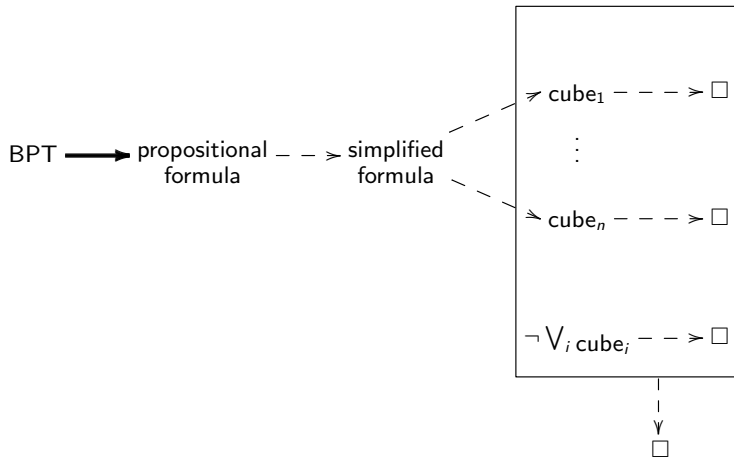 cube₁ □
BPT propositional formula simplified formula
⋮
cubeₙ □
¬ ⋁ᵢ cubeᵢ □
□